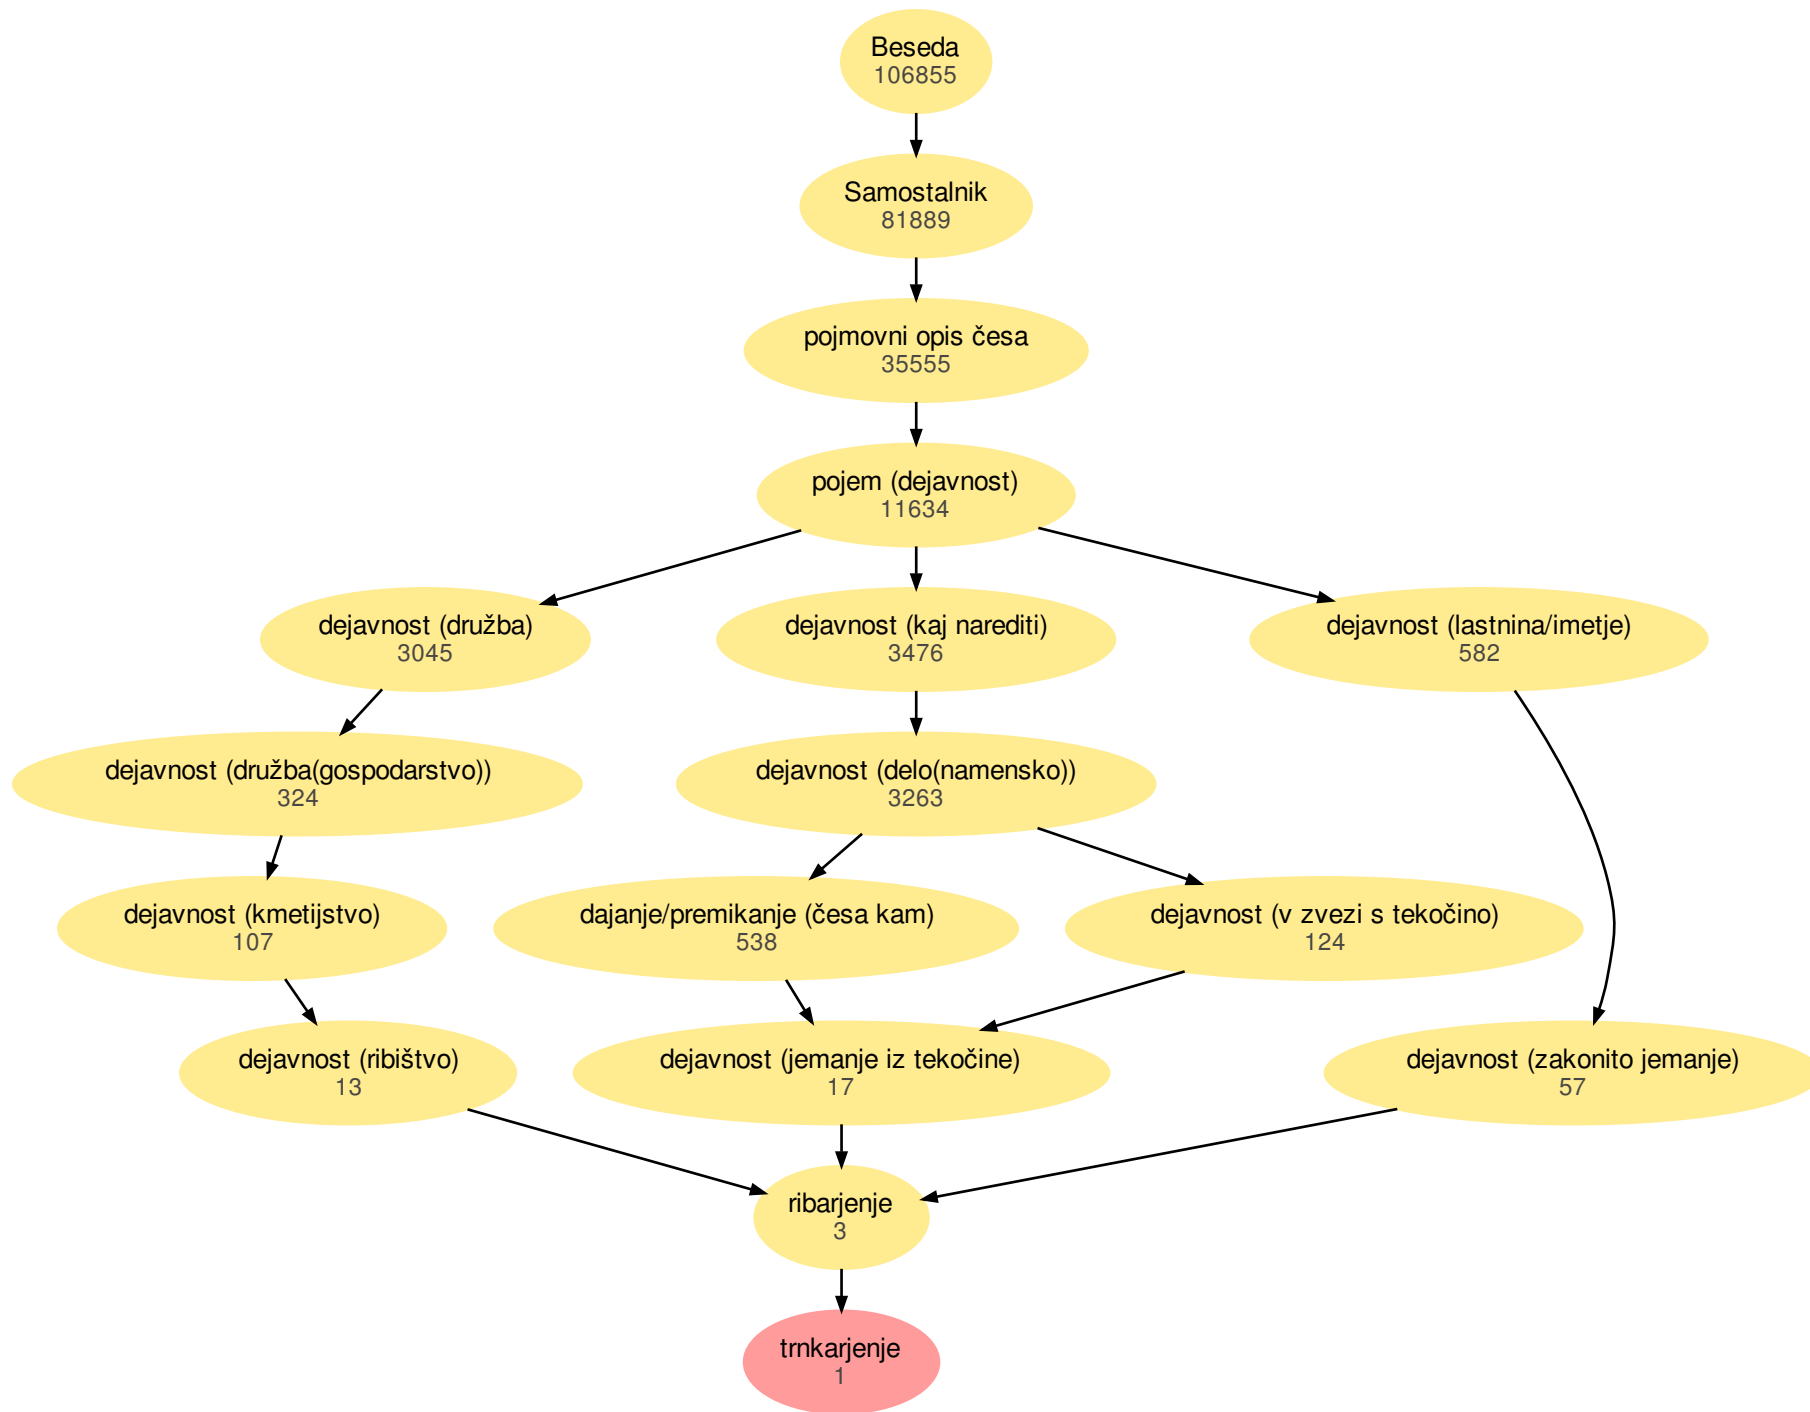 Beseda
106855
Samostalnik
81889
pojmovni opis česa
35555
pojem (dejavnost)
11634
dejavnost (družba)
3045
dejavnost (kaj narediti)
3476
dejavnost (lastnina/imetje)
582
dejavnost (družba(gospodarstvo))
324
dejavnost (delo(namensko))
3263
dejavnost (kmetijstvo)
107
dajanje/premikanje (česa kam)
538
dejavnost (v zvezi s tekočino)
124
dejavnost (ribištvo)
13
dejavnost (jemanje iz tekočine)
17
dejavnost (zakonito jemanje)
57
ribarjenje
3
trnkarjenje
1